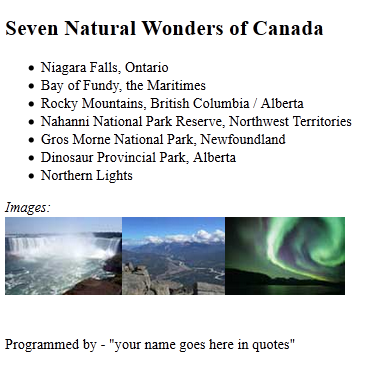 Seven Natural Wonders of Canada
• Niagara Falls, Ontario
• Bay of Fundy, the Maritimes
• Rocky Mountains, British Columbia / Alberta
• Nahanni National Park Reserve, Northwest Territories
• Gros Morne National Park, Newfoundland
• Dinosaur Provincial Park, Alberta
• Northern Lights
Images:
Programmed by - "your name goes here in quotes"